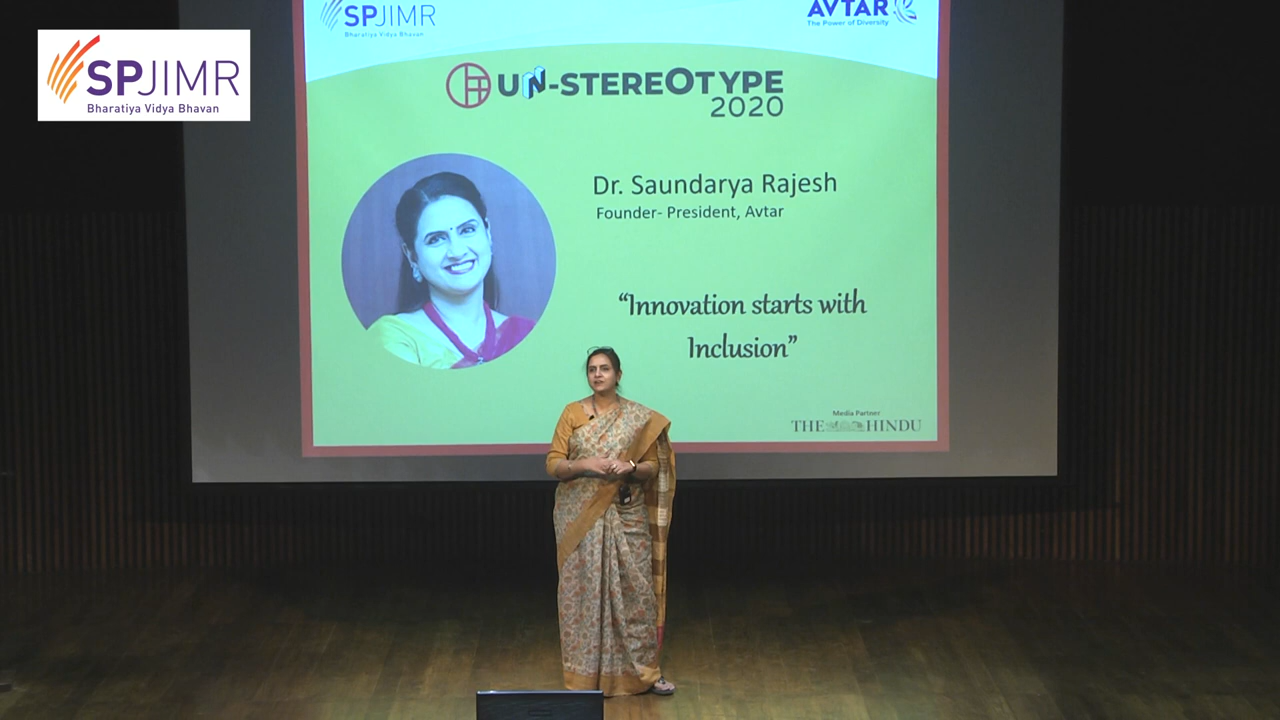 SPJIMR
Bharatiya Vidya Bhavan
SPJIMR
Bharatiya Vidya Bhavan
AVTAR
The Power of Diversity
UN-STEREOTYPE
2020
Dr. Saundarya Rajesh
Founder- President, Avtar
“Innovation starts with
Inclusion”
Media Partner
THE HINDU